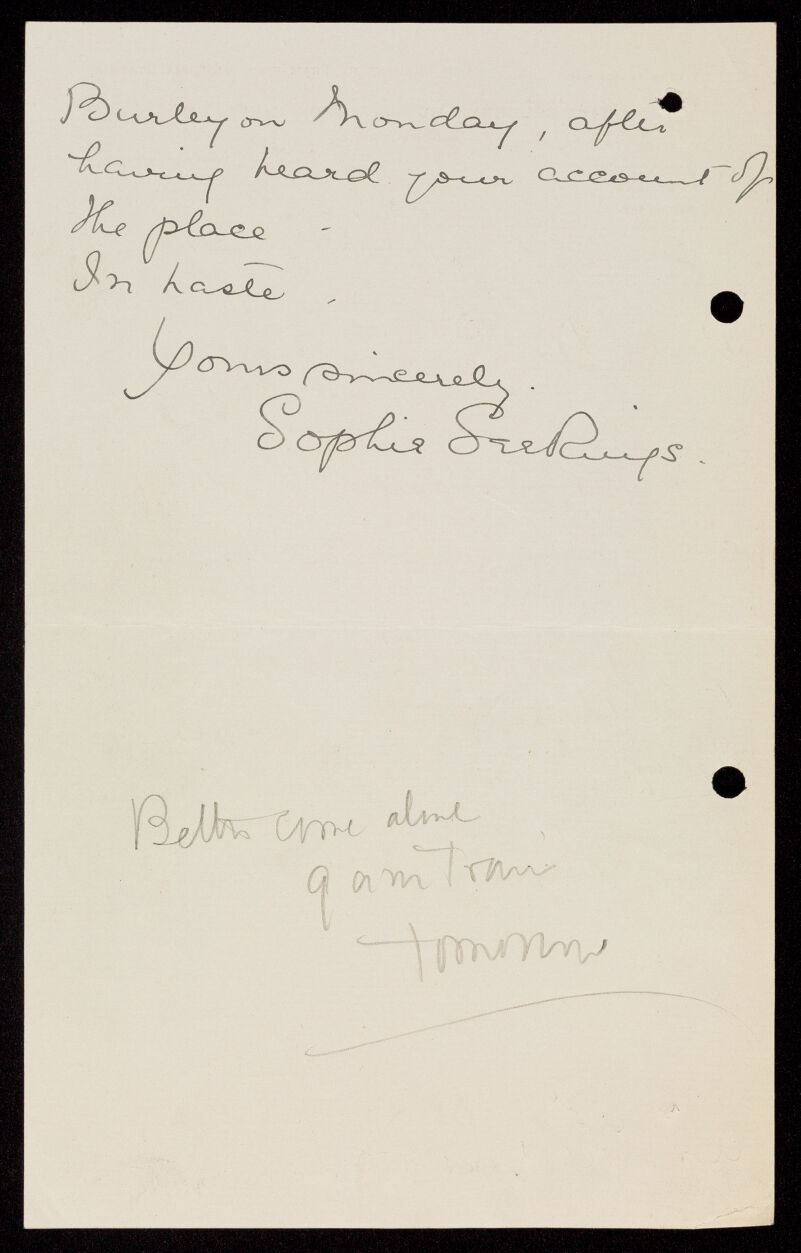 Burley on Monday, after
having heard your account of
the place -
In haste.
Yours sincerely.
Sophie Seekings.
Better come alone
9 am Train
tomorrow